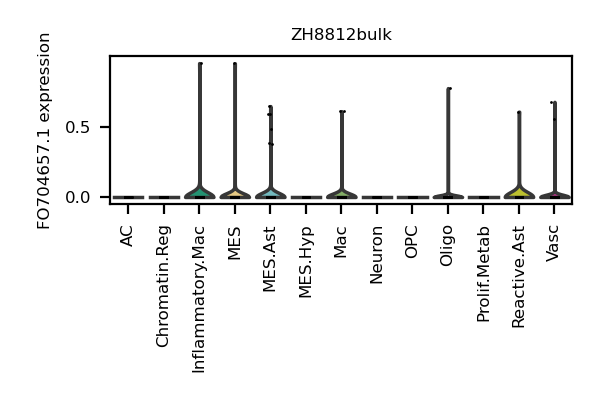 ZH8812bulk
FO704657.1 expression
0.5
0.0
AC
Chromatin.Reg
Inflammatory.Mac
MES
MES.Ast
MES.Hyp
Mac
Neuron
OPC
Oligo
Prolif.Metab
Reactive.Ast
Vasc